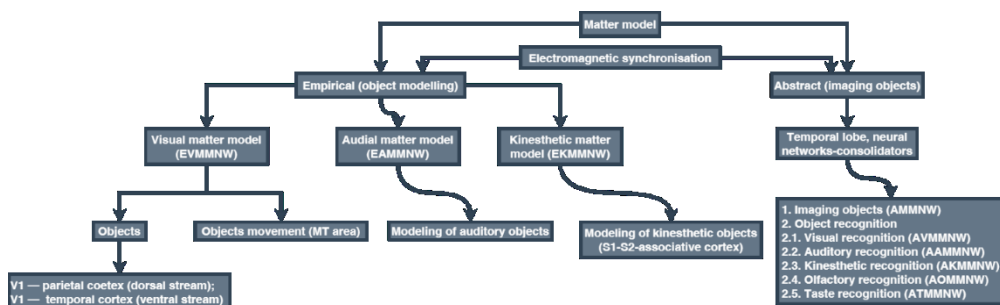 Matter model
Electromagnetic synchronisation
Empirical (object modelling)
Abstract (imaging objects)
Visual matter model
(EVMMNW)
Audial matter model
(EAMMNW)
Kinesthetic matter
model (EKMMNW)
Temporal lobe, neural
networks-consolidators
Objects
Objects movement (MT area)
Modeling of auditory objects
Modeling of kinesthetic objects
(S1-S2-associative cortex)
1. Imaging objects (AMMNW)
2. Object recognition
2.1. Visual recognition (AVMMNW)
2.2. Auditory recognition (AAMMNW)
2.3. Kinesthetic recognition (AKMMNW)
2.4. Olfactory recognition (AOMMNW)
2.5. Taste recognition (ATMMNW)
V1 — parietal coetex (dorsal stream);
V1 — temporal cortex (ventral stream)